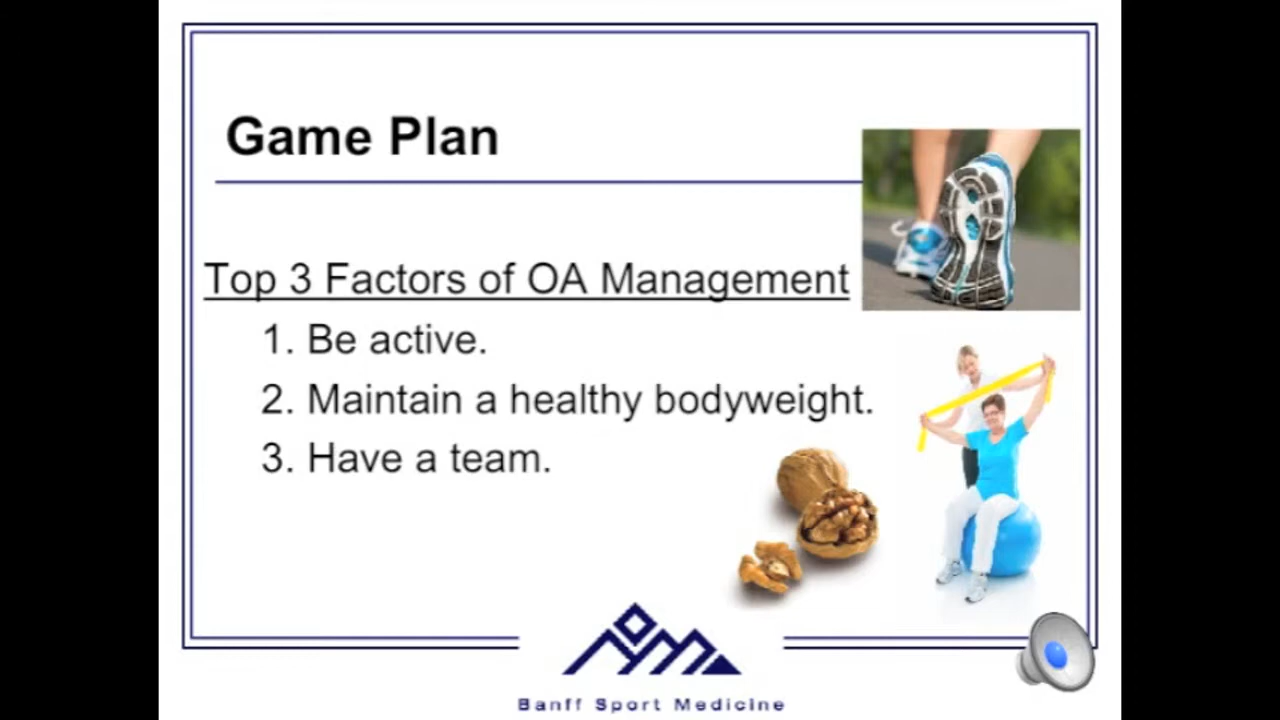 Game Plan
Top 3 Factors of OA Management
1. Be active.
2. Maintain a healthy bodyweight.
3. Have a team.
Banff Sport Medicine